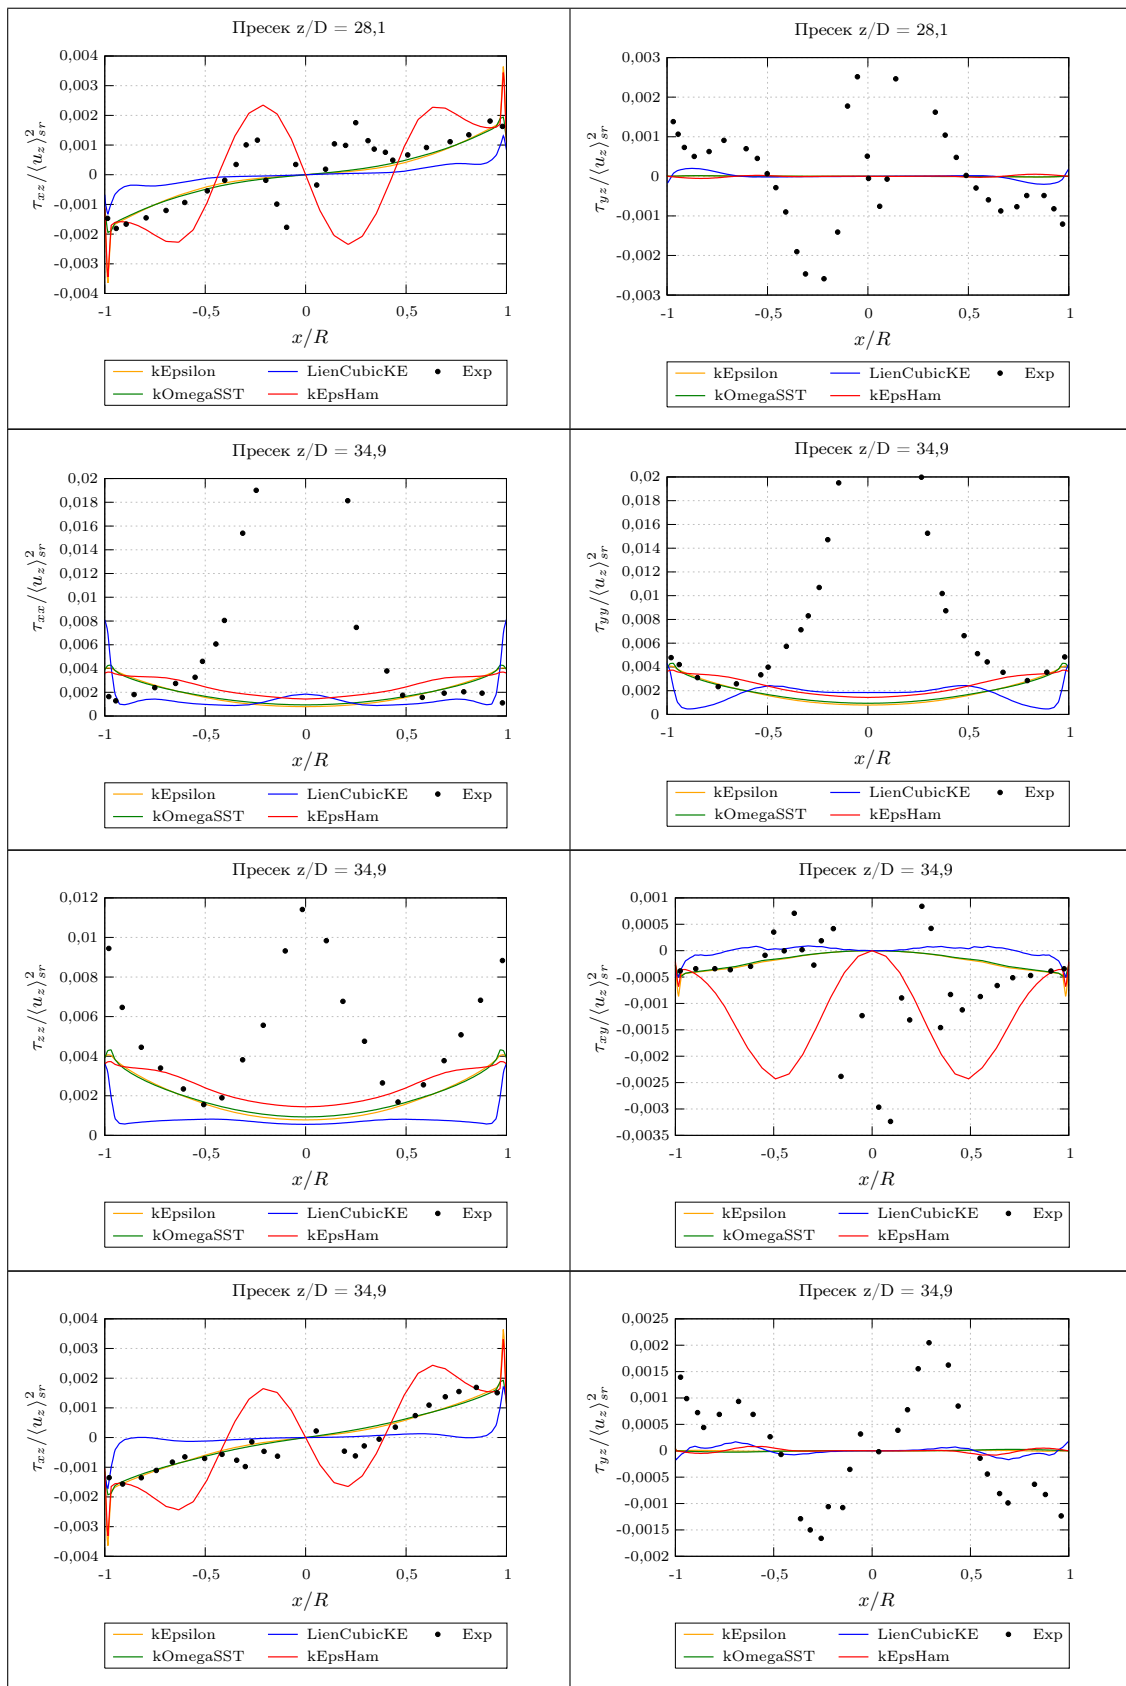 Пресек z/D = 28,1
τxz/⟨uz⟩²sr
0,004
0,003
0,002
0,001
0
-0,001
-0,002
-0,003
-0,004
-1 -0,5 0 0,5 1
x/R
kEpsilon LienCubicKE Exp
kOmegaSST kEpsHam
Пресек z/D = 28,1
τyz/⟨uz⟩²sr
0,003
0,002
0,001
0
-0,001
-0,002
-0,003
-1 -0,5 0 0,5 1
x/R
kEpsilon LienCubicKE Exp
kOmegaSST kEpsHam
Пресек z/D = 34,9
τxx/⟨uz⟩²sr
0,02
0,018
0,016
0,014
0,012
0,01
0,008
0,006
0,004
0,002
0
-1 -0,5 0 0,5 1
x/R
kEpsilon LienCubicKE Exp
kOmegaSST kEpsHam
Пресек z/D = 34,9
τyy/⟨uz⟩²sr
0,02
0,018
0,016
0,014
0,012
0,01
0,008
0,006
0,004
0,002
0
-1 -0,5 0 0,5 1
x/R
kEpsilon LienCubicKE Exp
kOmegaSST kEpsHam
Пресек z/D = 34,9
τzz/⟨uz⟩²sr
0,012
0,01
0,008
0,006
0,004
0,002
0
-1 -0,5 0 0,5 1
x/R
kEpsilon LienCubicKE Exp
kOmegaSST kEpsHam
Пресек z/D = 34,9
τxy/⟨uz⟩²sr
0,001
0,0005
0
-0,0005
-0,001
-0,0015
-0,002
-0,0025
-0,003
-0,0035
-1 -0,5 0 0,5 1
x/R
kEpsilon LienCubicKE Exp
kOmegaSST kEpsHam
Пресек z/D = 34,9
τxz/⟨uz⟩²sr
0,004
0,003
0,002
0,001
0
-0,001
-0,002
-0,003
-0,004
-1 -0,5 0 0,5 1
x/R
kEpsilon LienCubicKE Exp
kOmegaSST kEpsHam
Пресек z/D = 34,9
τyz/⟨uz⟩²sr
0,0025
0,002
0,0015
0,001
0,0005
0
-0,0005
-0,001
-0,0015
-0,002
-1 -0,5 0 0,5 1
x/R
kEpsilon LienCubicKE Exp
kOmegaSST kEpsHam